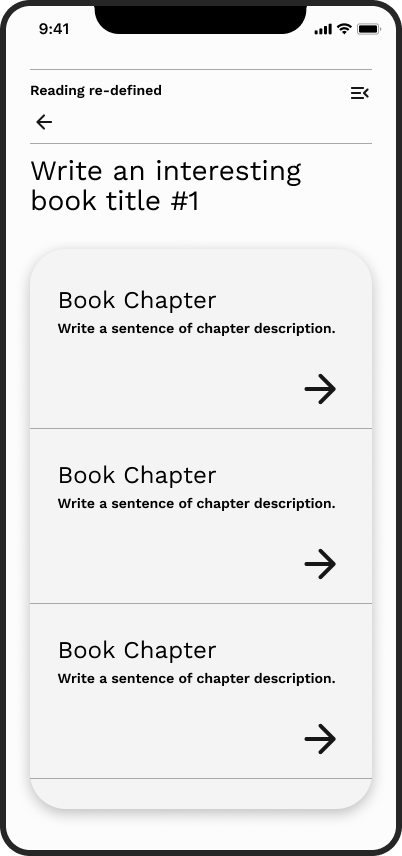 9:41
Reading re-defined
Write an interesting
book title #1
Book Chapter
Write a sentence of chapter description.
Book Chapter
Write a sentence of chapter description.
Book Chapter
Write a sentence of chapter description.